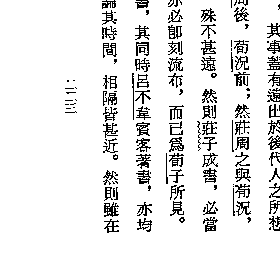 ，其事蓋有遠出於後代人之所想
周後，荀況前；然莊周之與荀況，
殊不甚遠。然則莊子成書，必當
亦必卽刻流布，而已爲荀子所見。
書，其同時呂不韋賓客著書，亦均
論其時間，相隔皆甚近。然則雖在
二三